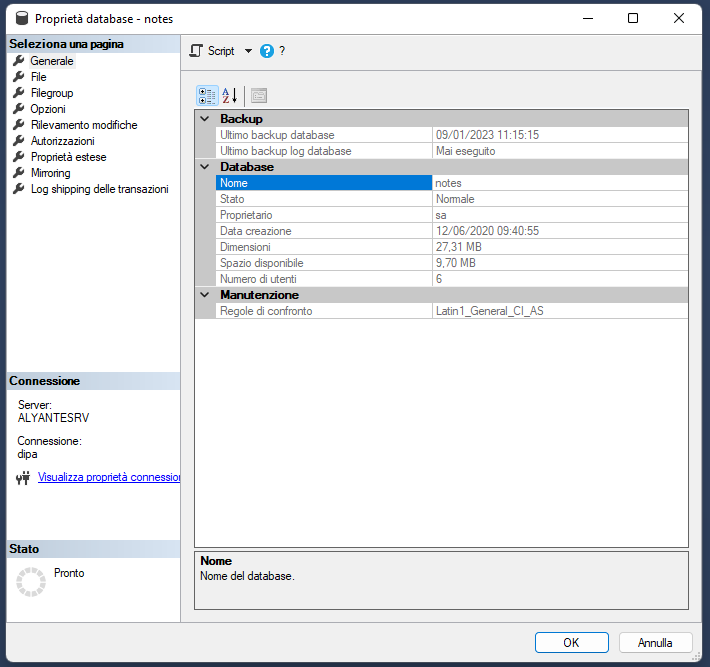 Proprietà database - notes
Seleziona una pagina
Generale
File
Filegroup
Opzioni
Rilevamento modifiche
Autorizzazioni
Proprietà estese
Mirroring
Log shipping delle transazioni
Connessione
Server:
ALYANTESRV
Connessione:
dipa
Visualizza proprietà connession
Stato
Pronto
Script ?
Backup
Ultimo backup database 09/01/2023 11:15:15
Ultimo backup log database Mai eseguito
Database
Nome notes
Stato Normale
Proprietario sa
Data creazione 12/06/2020 09:40:55
Dimensioni 27,31 MB
Spazio disponibile 9,70 MB
Numero di utenti 6
Manutenzione
Regole di confronto Latin1_General_CI_AS
Nome
Nome del database.
OK Annulla